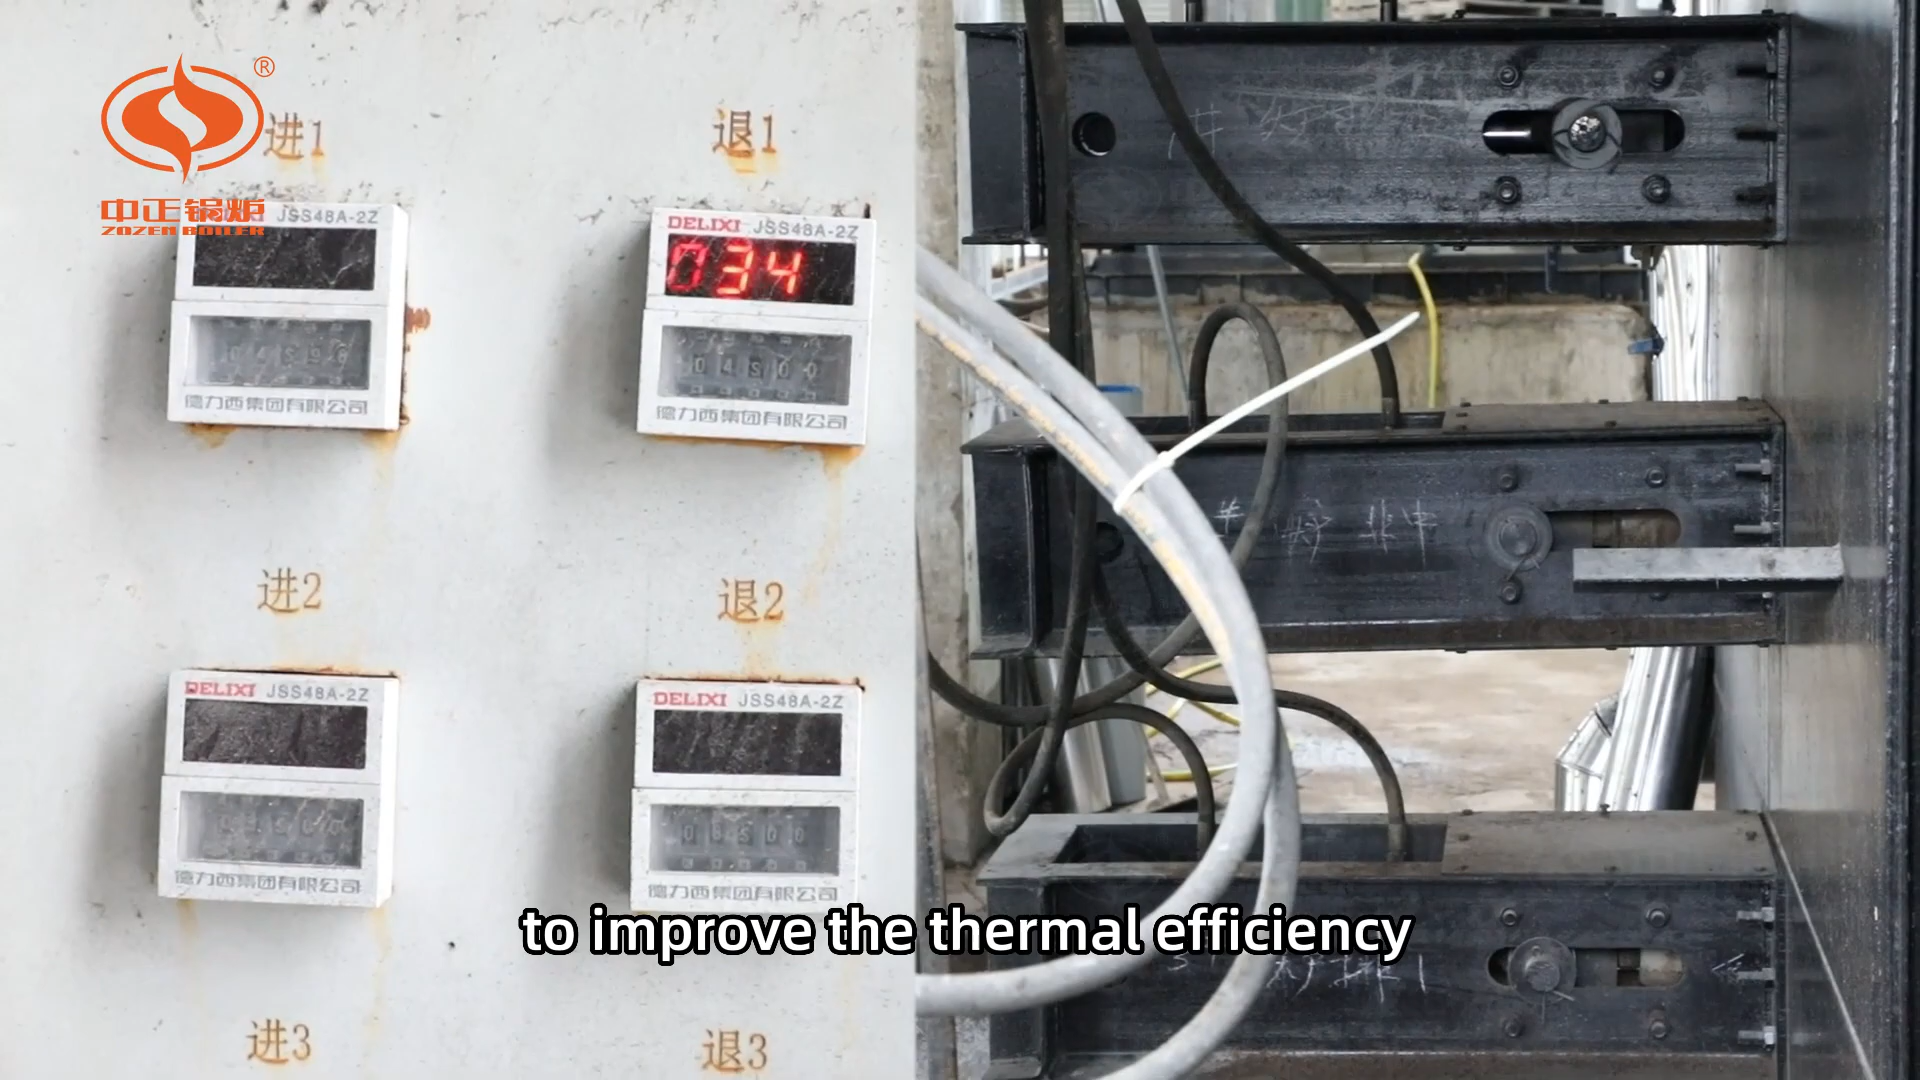 ®
中正锅炉
ZOZEN BOILER
进1
退1
JSS48A-2Z
DELIXI JSS48A-2Z
034
04598
04500
德力西集团有限公司
德力西集团有限公司
进2
退2
DELIXI JSS48A-2Z
DELIXI JSS48A-2Z
德力西集团有限公司
德力西集团有限公司
to improve the thermal efficiency
进3
退3